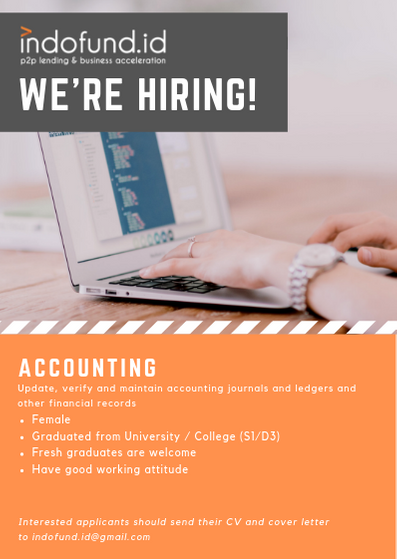 indofund.id
p2p lending & business acceleration
WE'RE HIRING!
ACCOUNTING
Update, verify and maintain accounting journals and ledgers and
other financial records
• Female
• Graduated from University / College (S1/D3)
• Fresh graduates are welcome
• Have good working attitude
Interested applicants should send their CV and cover letter
to indofund.id@gmail.com